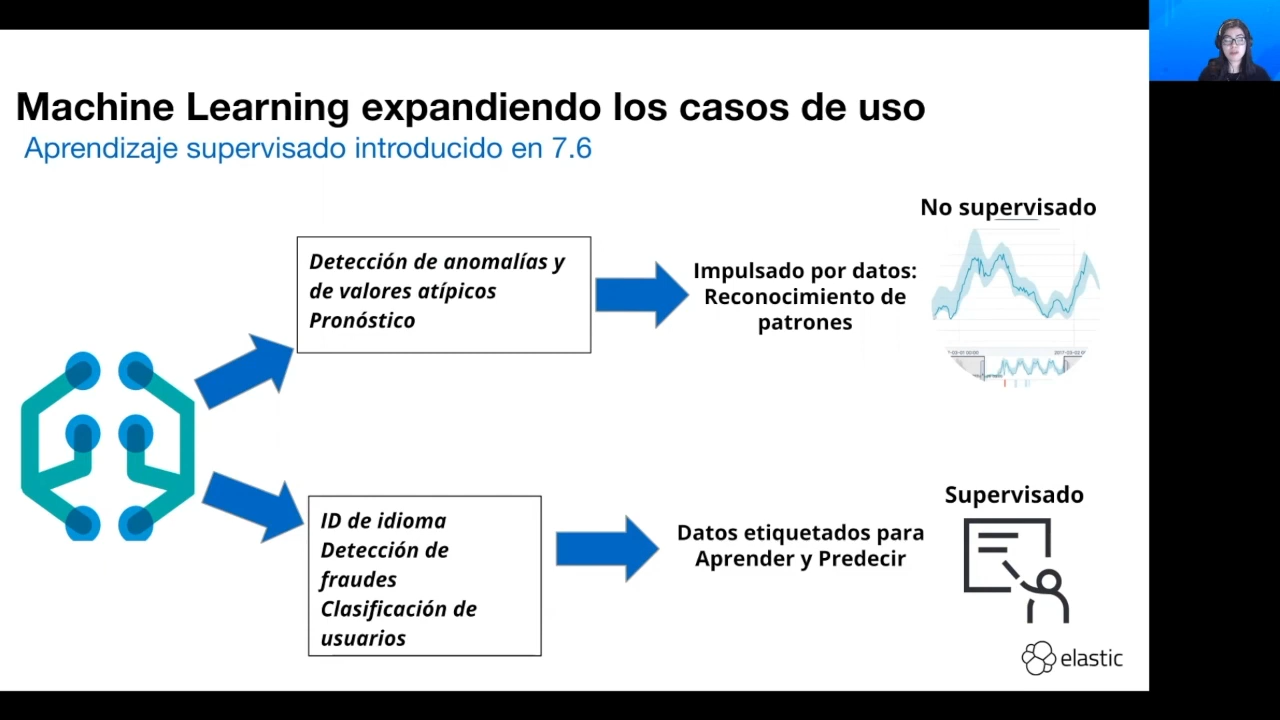 Machine Learning expandiendo los casos de uso
Aprendizaje supervisado introducido en 7.6
No supervisado
Detección de anomalías y
de valores atípicos
Pronóstico
Impulsado por datos:
Reconocimiento de
patrones
Supervisado
ID de idioma
Detección de
fraudes
Clasificación de
usuarios
Datos etiquetados para
Aprender y Predecir
elastic